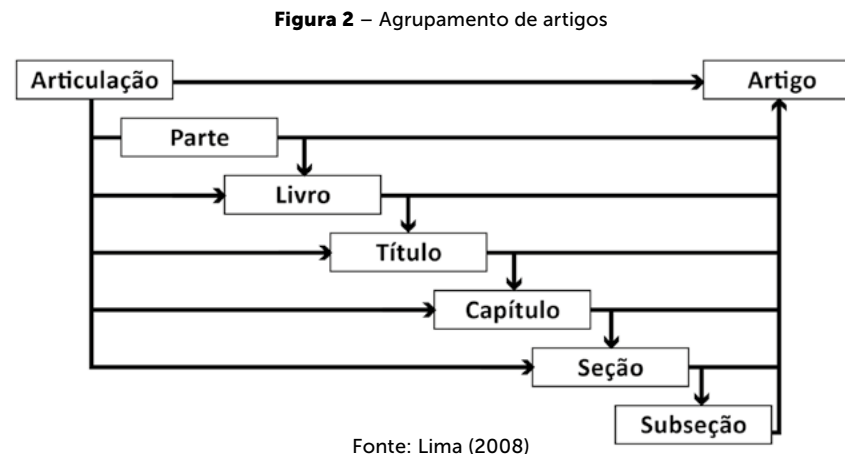 Figura 2 – Agrupamento de artigos
Articulação
Artigo
Parte
Livro
Título
Capítulo
Seção
Subseção
Fonte: Lima (2008)